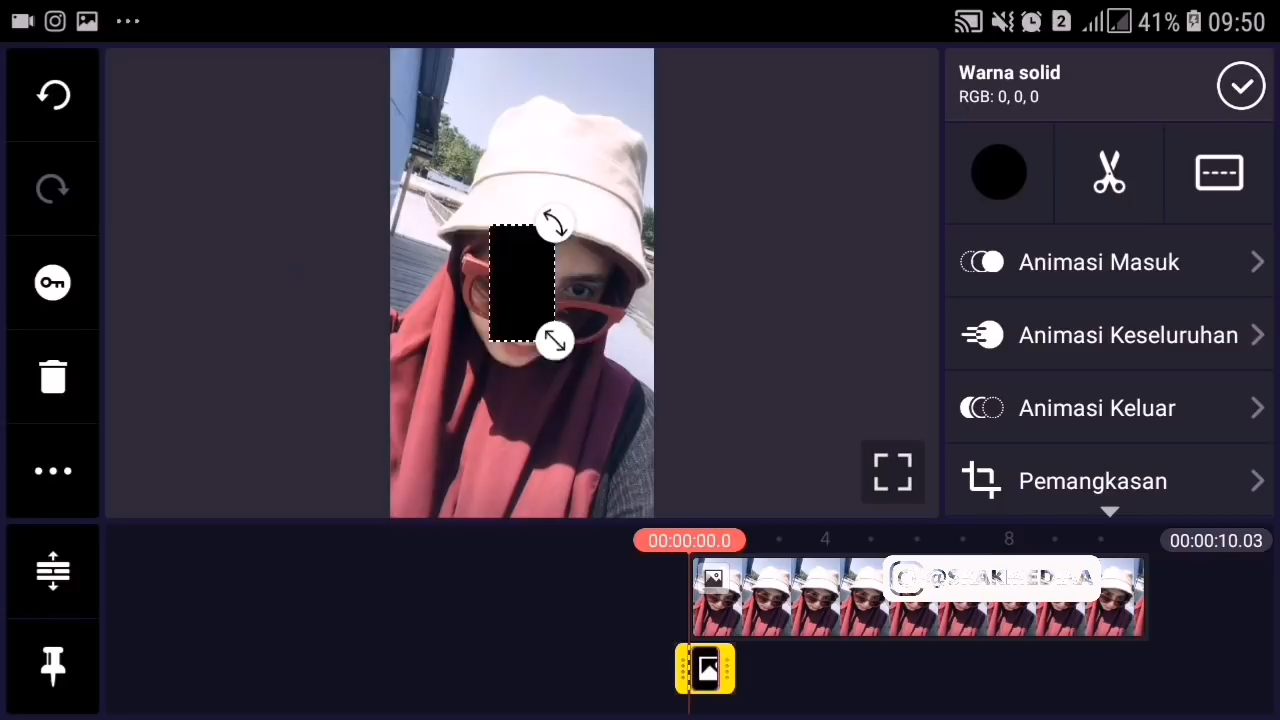 2 41% 09:50
Warna solid
RGB: 0, 0, 0
Animasi Masuk
Animasi Keseluruhan
Animasi Keluar
Pemangkasan
00:00:00.0 4 8 00:00:10.03